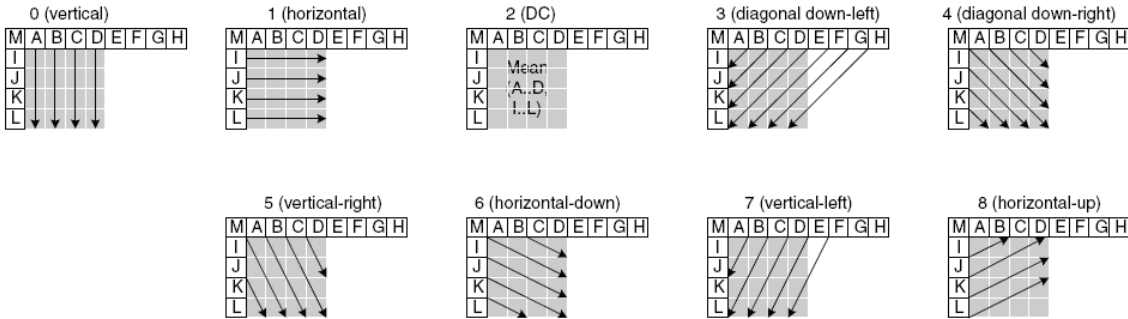 0 (vertical)
1 (horizontal)
2 (DC)
3 (diagonal down-left)
4 (diagonal down-right)
M A B C D E F G H
I
J
K
L
M A B C D E F G H
I
J
K
L
M A B C D E F G H
I
J
K
L
Mean
(A..D,
I..L)
M A B C D E F G H
I
J
K
L
M A B C D E F G H
I
J
K
L
5 (vertical-right)
6 (horizontal-down)
7 (vertical-left)
8 (horizontal-up)
M A B C D E F G H
I
J
K
L
M A B C D E F G H
I
J
K
L
M A B C D E F G H
I
J
K
L
M A B C D E F G H
I
J
K
L